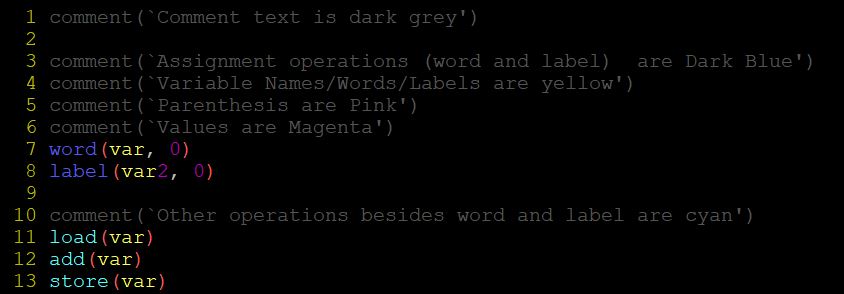 1 comment(`Comment text is dark grey')
2
3 comment(`Assignment operations (word and label)  are Dark Blue')
4 comment(`Variable Names/Words/Labels are yellow')
5 comment(`Parenthesis are Pink')
6 comment(`Values are Magenta')
7 word(var, 0)
8 label(var2, 0)
9
10 comment(`Other operations besides word and label are cyan')
11 load(var)
12 add(var)
13 store(var)